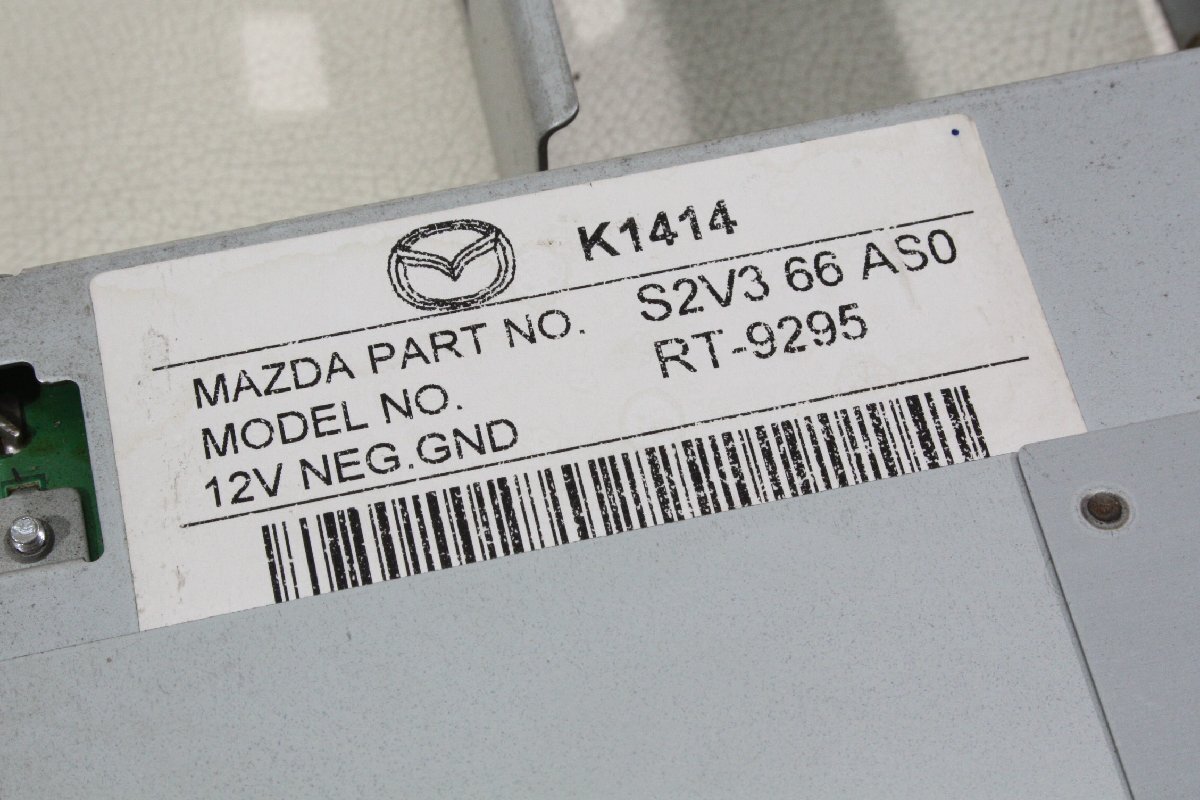 K1414
MAZDA PART NO. S2V3 66 AS0
MODEL NO. RT-9295
12V NEG.GND